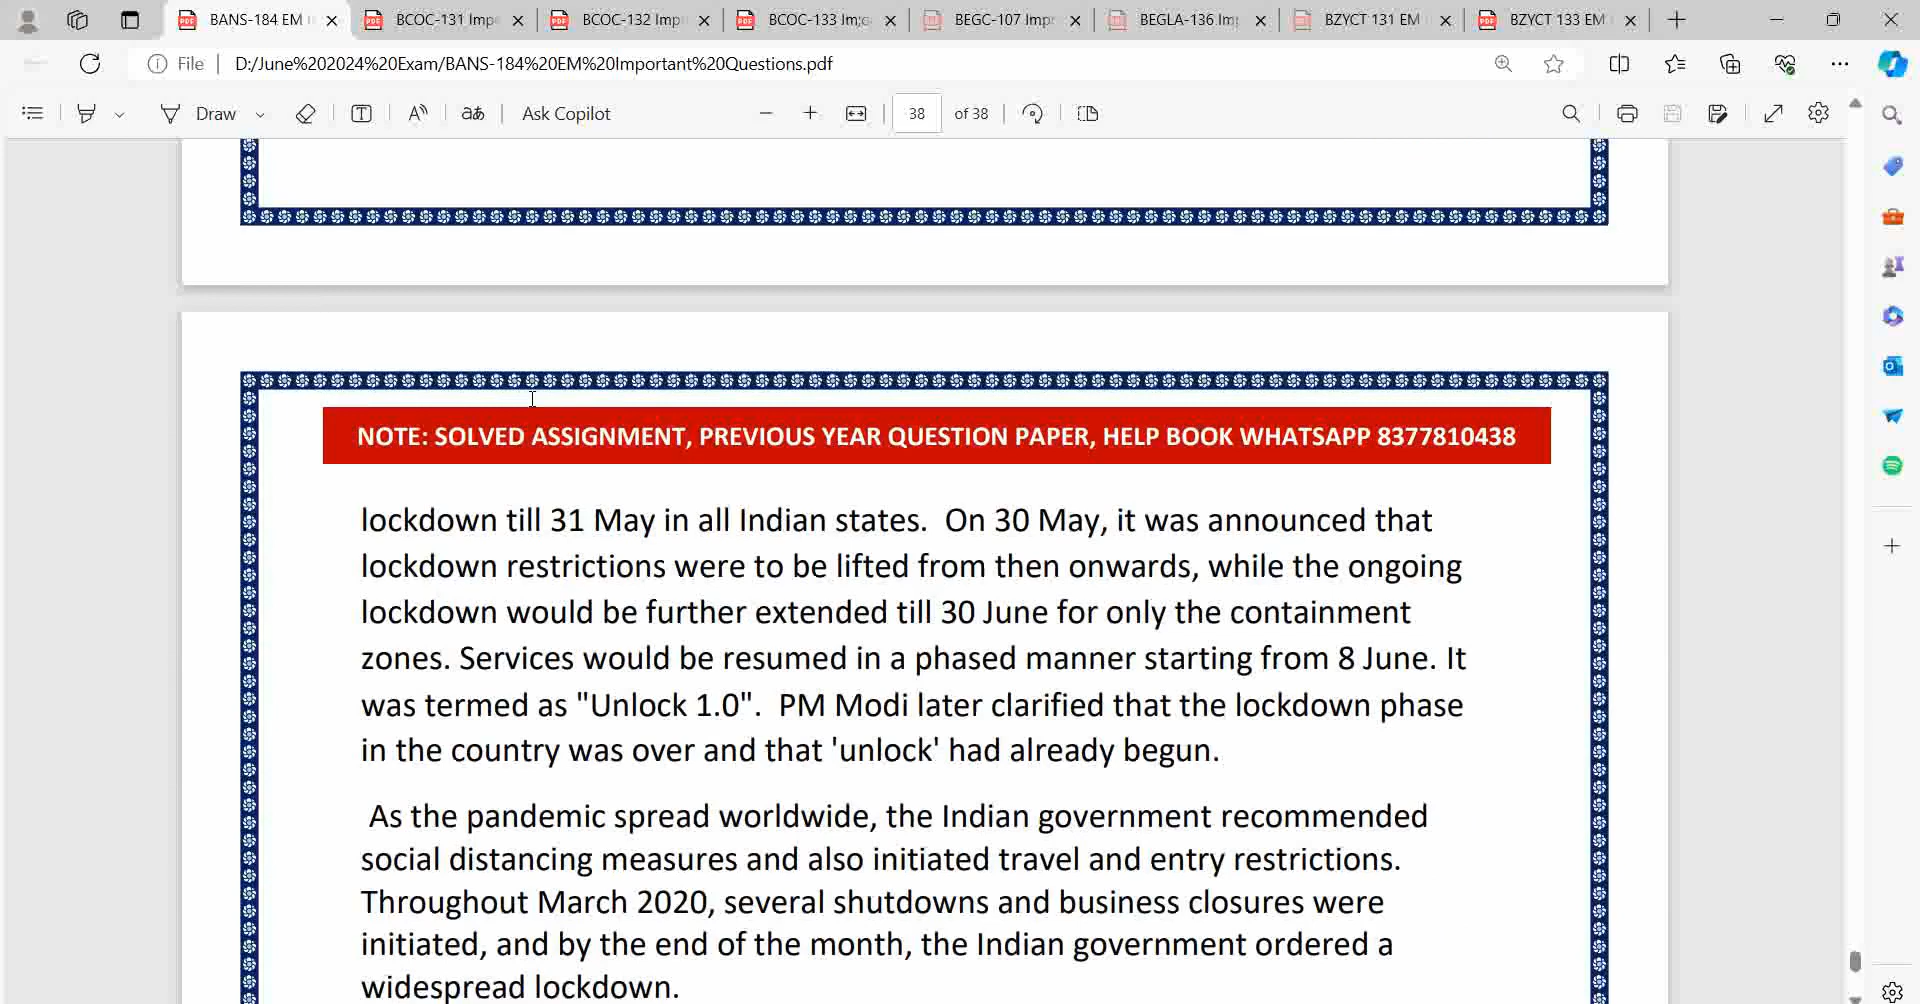 BANS-184 EM
BCOC-131 Imp
BCOC-132 Imp
BCOC-133 Im;c
BEGC-107 Imp
BEGLA-136 Im
BZYCT 131 EM
BZYCT 133 EM
File
D:/June%202024%20Exam/BANS-184%20EM%20Important%20Questions.pdf
Draw
Ask Copilot
38 of 38
NOTE: SOLVED ASSIGNMENT, PREVIOUS YEAR QUESTION PAPER, HELP BOOK WHATSAPP 8377810438
lockdown till 31 May in all Indian states. On 30 May, it was announced that
lockdown restrictions were to be lifted from then onwards, while the ongoing
lockdown would be further extended till 30 June for only the containment
zones. Services would be resumed in a phased manner starting from 8 June. It
was termed as "Unlock 1.0". PM Modi later clarified that the lockdown phase
in the country was over and that 'unlock' had already begun.
As the pandemic spread worldwide, the Indian government recommended
social distancing measures and also initiated travel and entry restrictions.
Throughout March 2020, several shutdowns and business closures were
initiated, and by the end of the month, the Indian government ordered a
widespread lockdown.